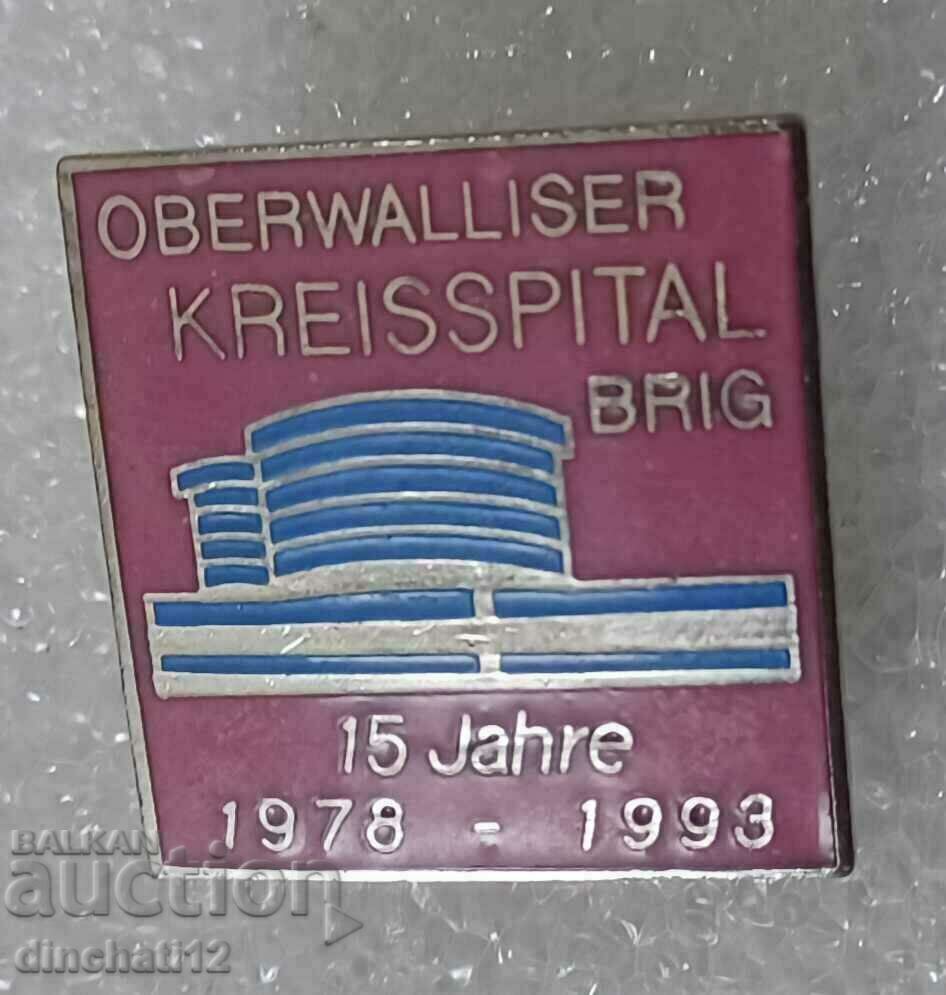 OBERWALLISER
KREISSPITAL
BRIG
15 Jahre
1978 - 1993
BALKAN
auction
dinchati12